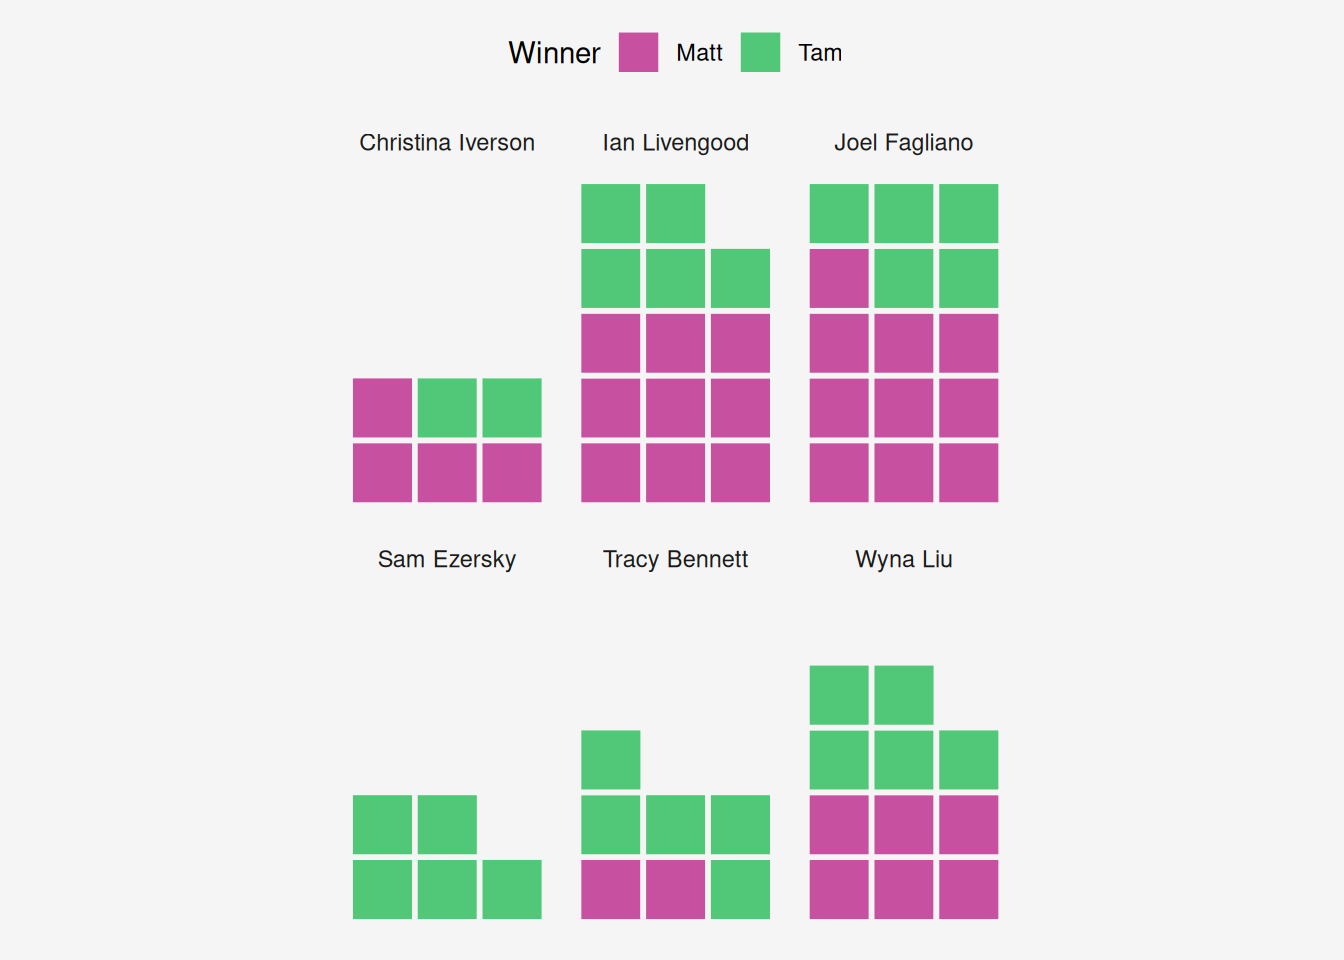 Winner Matt Tam
Christina Iverson Ian Livengood Joel Fagliano
Sam Ezersky Tracy Bennett Wyna Liu